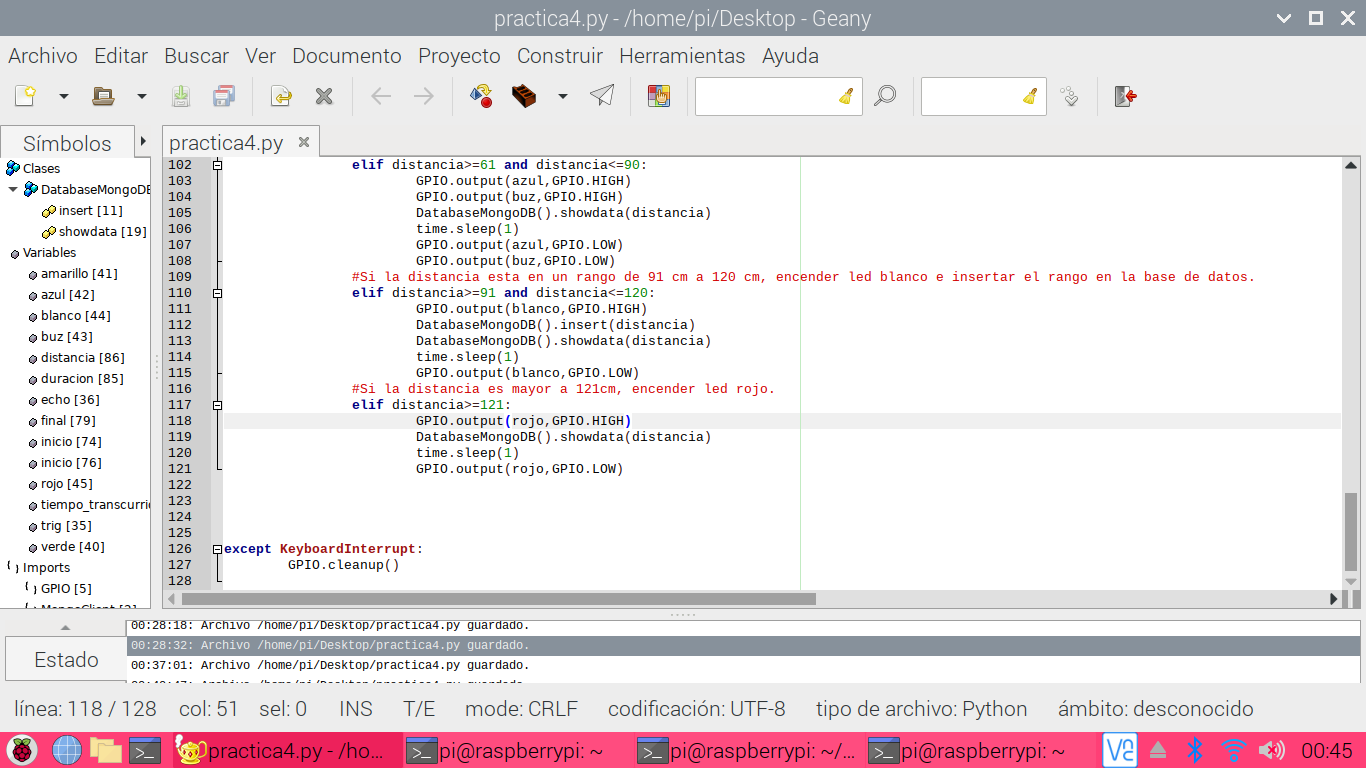 practica4.py - /home/pi/Desktop - Geany
Archivo Editar Buscar Ver Documento Proyecto Construir Herramientas Ayuda
Símbolos
practica4.py
Clases
DatabaseMongoDB
insert [11]
showdata [19]
Variables
amarillo [41]
azul [42]
blanco [44]
buz [43]
distancia [86]
duracion [85]
echo [36]
final [79]
inicio [74]
inicio [76]
rojo [45]
tiempo_transcurri
trig [35]
verde [40]
Imports
GPIO [5]
102 elif distancia>=61 and distancia<=90:
103 GPIO.output(azul,GPIO.HIGH)
104 GPIO.output(buz,GPIO.HIGH)
105 DatabaseMongoDB().showdata(distancia)
106 time.sleep(1)
107 GPIO.output(azul,GPIO.LOW)
108 GPIO.output(buz,GPIO.LOW)
109 #Si la distancia esta en un rango de 91 cm a 120 cm, encender led blanco e insertar el rango en la base de datos.
110 elif distancia>=91 and distancia<=120:
111 GPIO.output(blanco,GPIO.HIGH)
112 DatabaseMongoDB().insert(distancia)
113 DatabaseMongoDB().showdata(distancia)
114 time.sleep(1)
115 GPIO.output(blanco,GPIO.LOW)
116 #Si la distancia es mayor a 121cm, encender led rojo.
117 elif distancia>=121:
118 GPIO.output(rojo,GPIO.HIGH)
119 DatabaseMongoDB().showdata(distancia)
120 time.sleep(1)
121 GPIO.output(rojo,GPIO.LOW)
122
123
124
125
126 except KeyboardInterrupt:
127 GPIO.cleanup()
128
Estado
00:28:18: Archivo /home/pi/Desktop/practica4.py guardado.
00:28:32: Archivo /home/pi/Desktop/practica4.py guardado.
00:37:01: Archivo /home/pi/Desktop/practica4.py guardado.
línea: 118 / 128 col: 51 sel: 0 INS T/E mode: CRLF codificación: UTF-8 tipo de archivo: Python ámbito: desconocido
practica4.py - /ho... pi@raspberrypi: ~ pi@raspberrypi: ~/... pi@raspberrypi: ~ 00:45